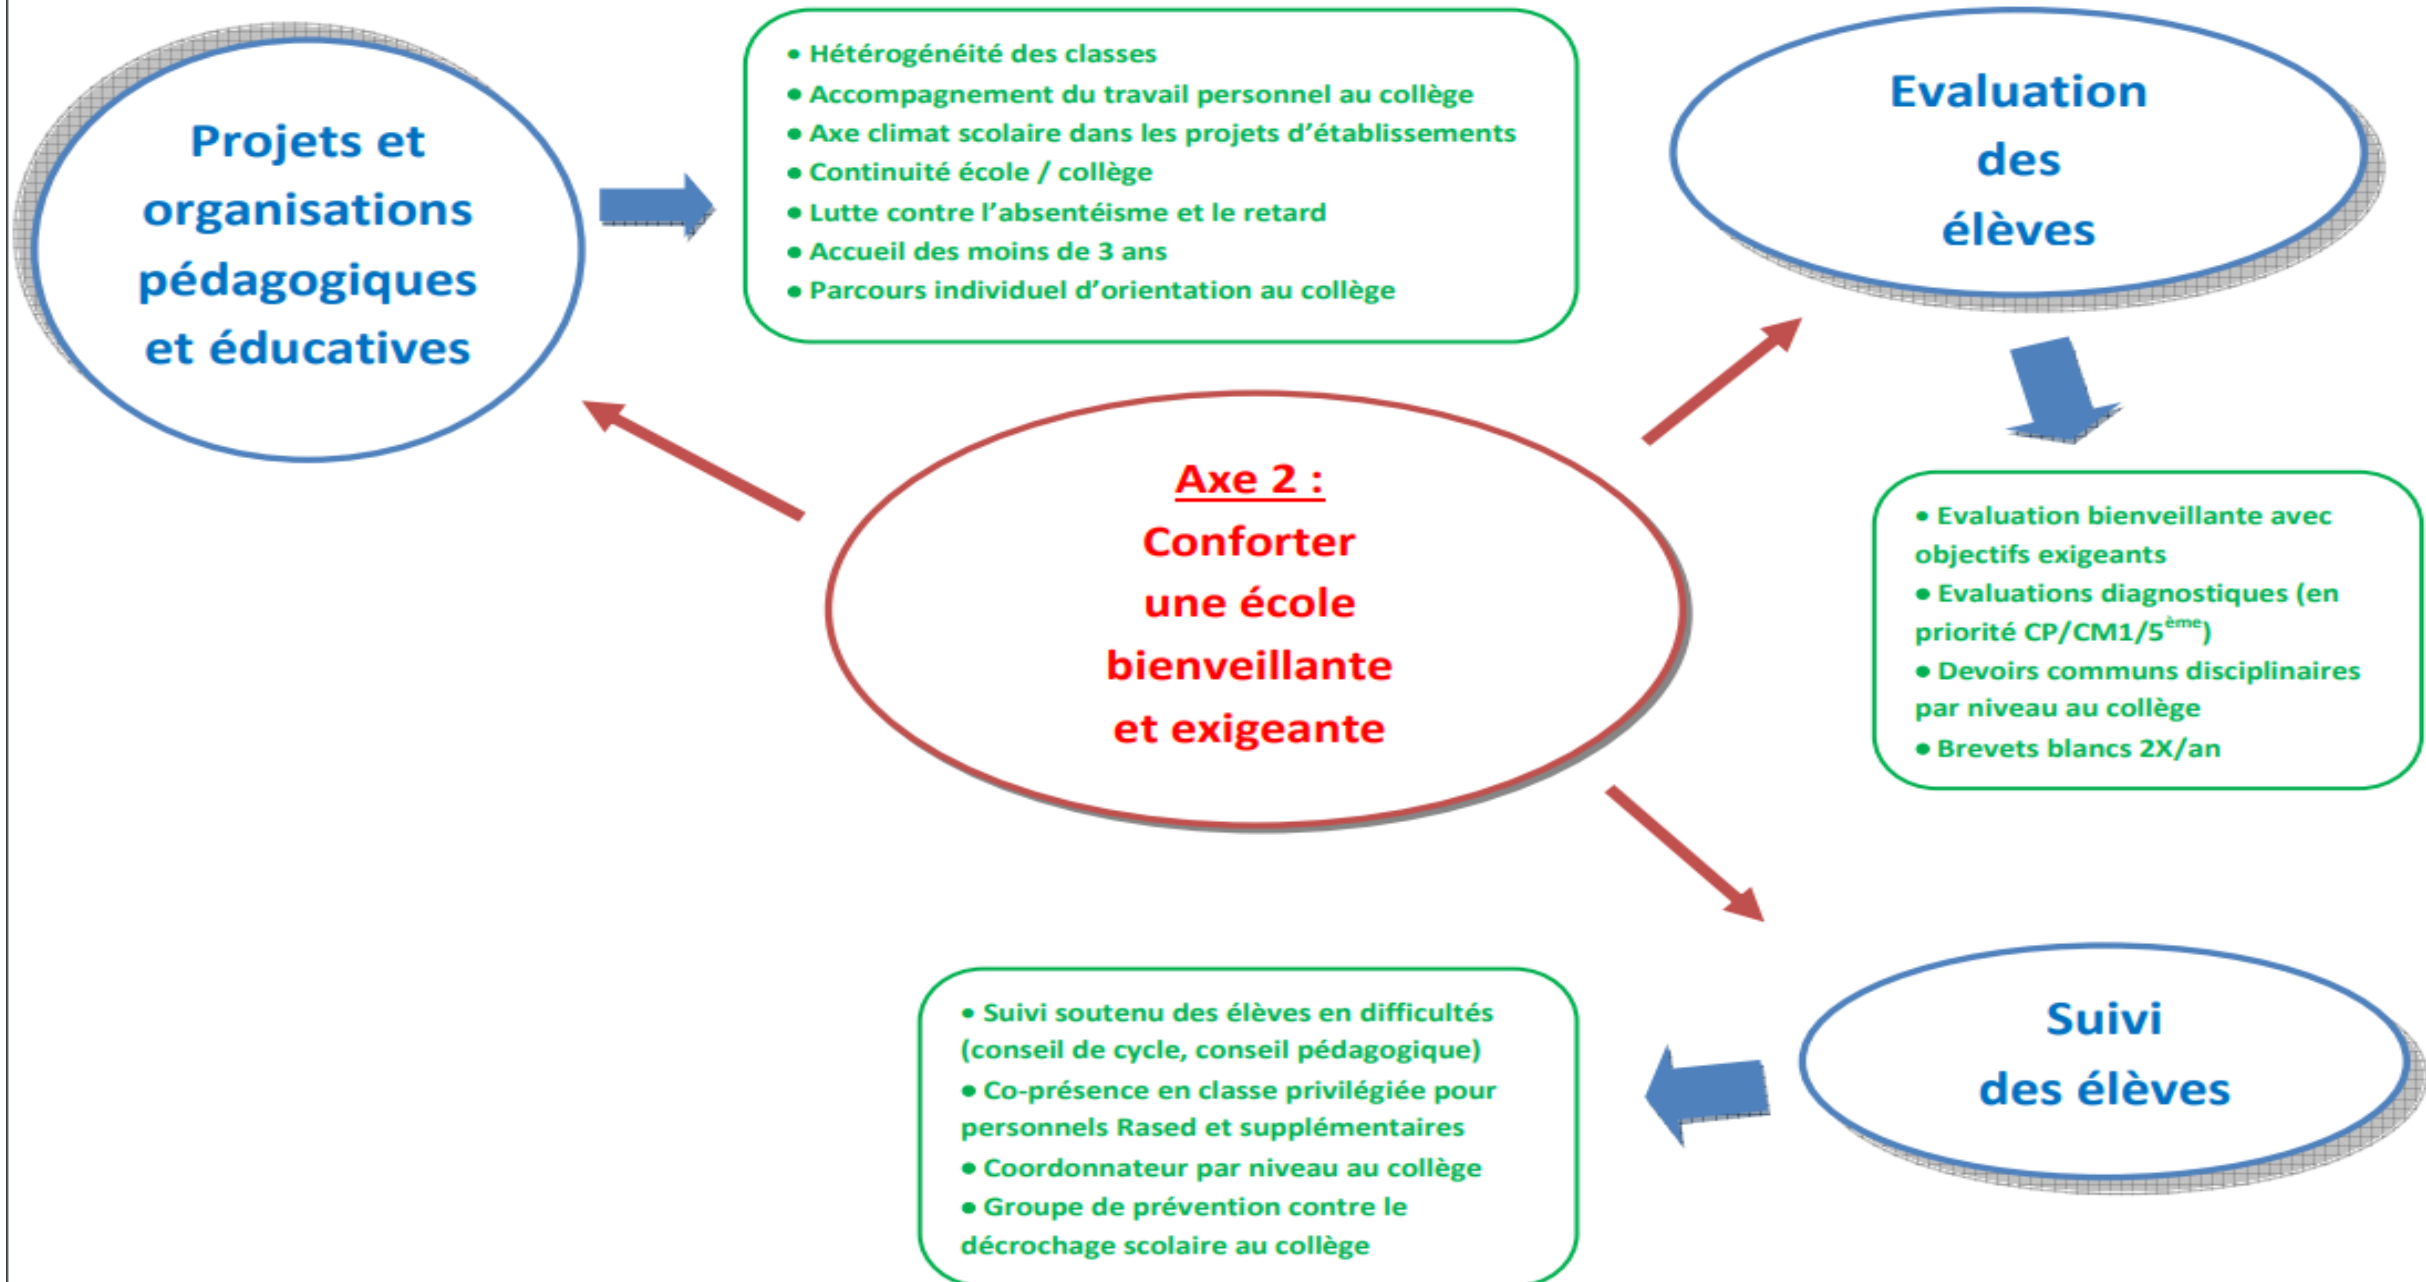 Projets et
organisations
pédagogiques
et éducatives
• Hétérogénéité des classes
• Accompagnement du travail personnel au collège
• Axe climat scolaire dans les projets d’établissements
• Continuité école / collège
• Lutte contre l’absentéisme et le retard
• Accueil des moins de 3 ans
• Parcours individuel d’orientation au collège
Evaluation
des
élèves
Axe 2 :
Conforter
une école
bienveillante
et exigeante
• Evaluation bienveillante avec
objectifs exigeants
• Evaluations diagnostiques (en
priorité CP/CM1/5ème)
• Devoirs communs disciplinaires
par niveau au collège
• Brevets blancs 2X/an
• Suivi soutenu des élèves en difficultés
(conseil de cycle, conseil pédagogique)
• Co-présence en classe privilégiée pour
personnels Rased et supplémentaires
• Coordonnateur par niveau au collège
• Groupe de prévention contre le
décrochage scolaire au collège
Suivi
des élèves